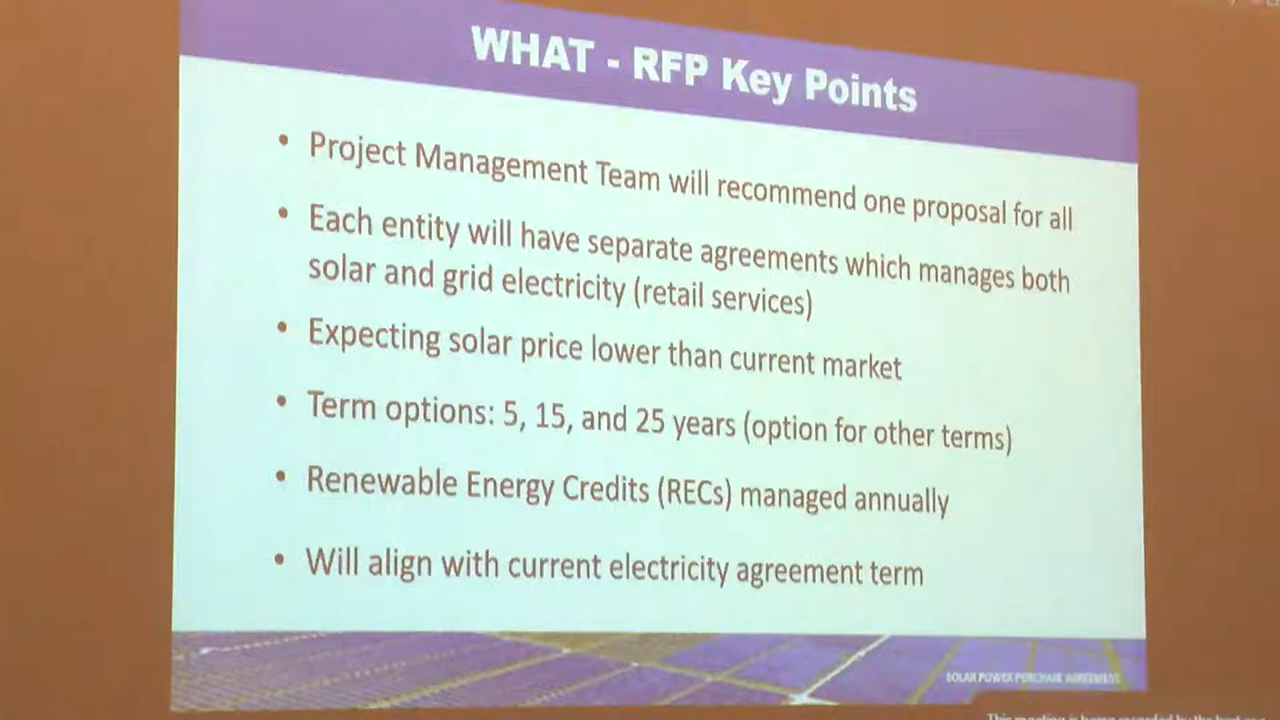 WHAT - RFP Key Points
• Project Management Team will recommend one proposal for all
• Each entity will have separate agreements which manages both
solar and grid electricity (retail services)
• Expecting solar price lower than current market
• Term options: 5, 15, and 25 years (option for other terms)
• Renewable Energy Credits (RECs) managed annually
• Will align with current electricity agreement term
SOLAR POWER PURCHASE AGREEMENT
This meeting is being recorded by the host or a